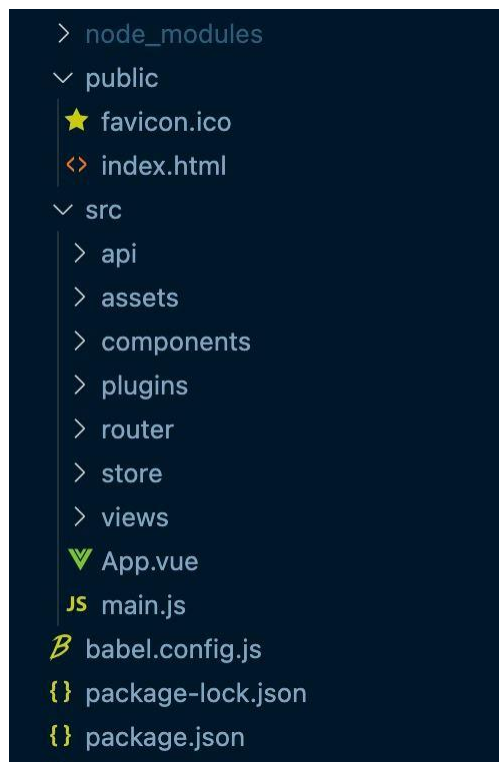 node_modules
public
favicon.ico
index.html
src
api
assets
components
plugins
router
store
views
App.vue
JS main.js
babel.config.js
{} package-lock.json
{} package.json